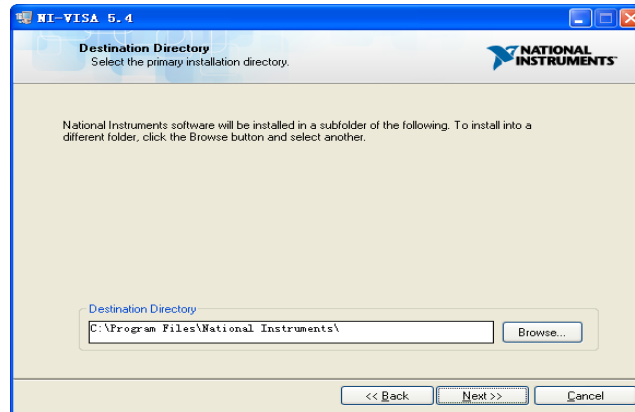 NI-VISA 5.4
Destination Directory
Select the primary installation directory.
NATIONAL
INSTRUMENTS
National Instruments software will be installed in a subfolder of the following. To install into a
different folder, click the Browse button and select another.
Destination Directory
C:\Program Files\National Instruments\
Browse...
<< Back
Next >>
Cancel